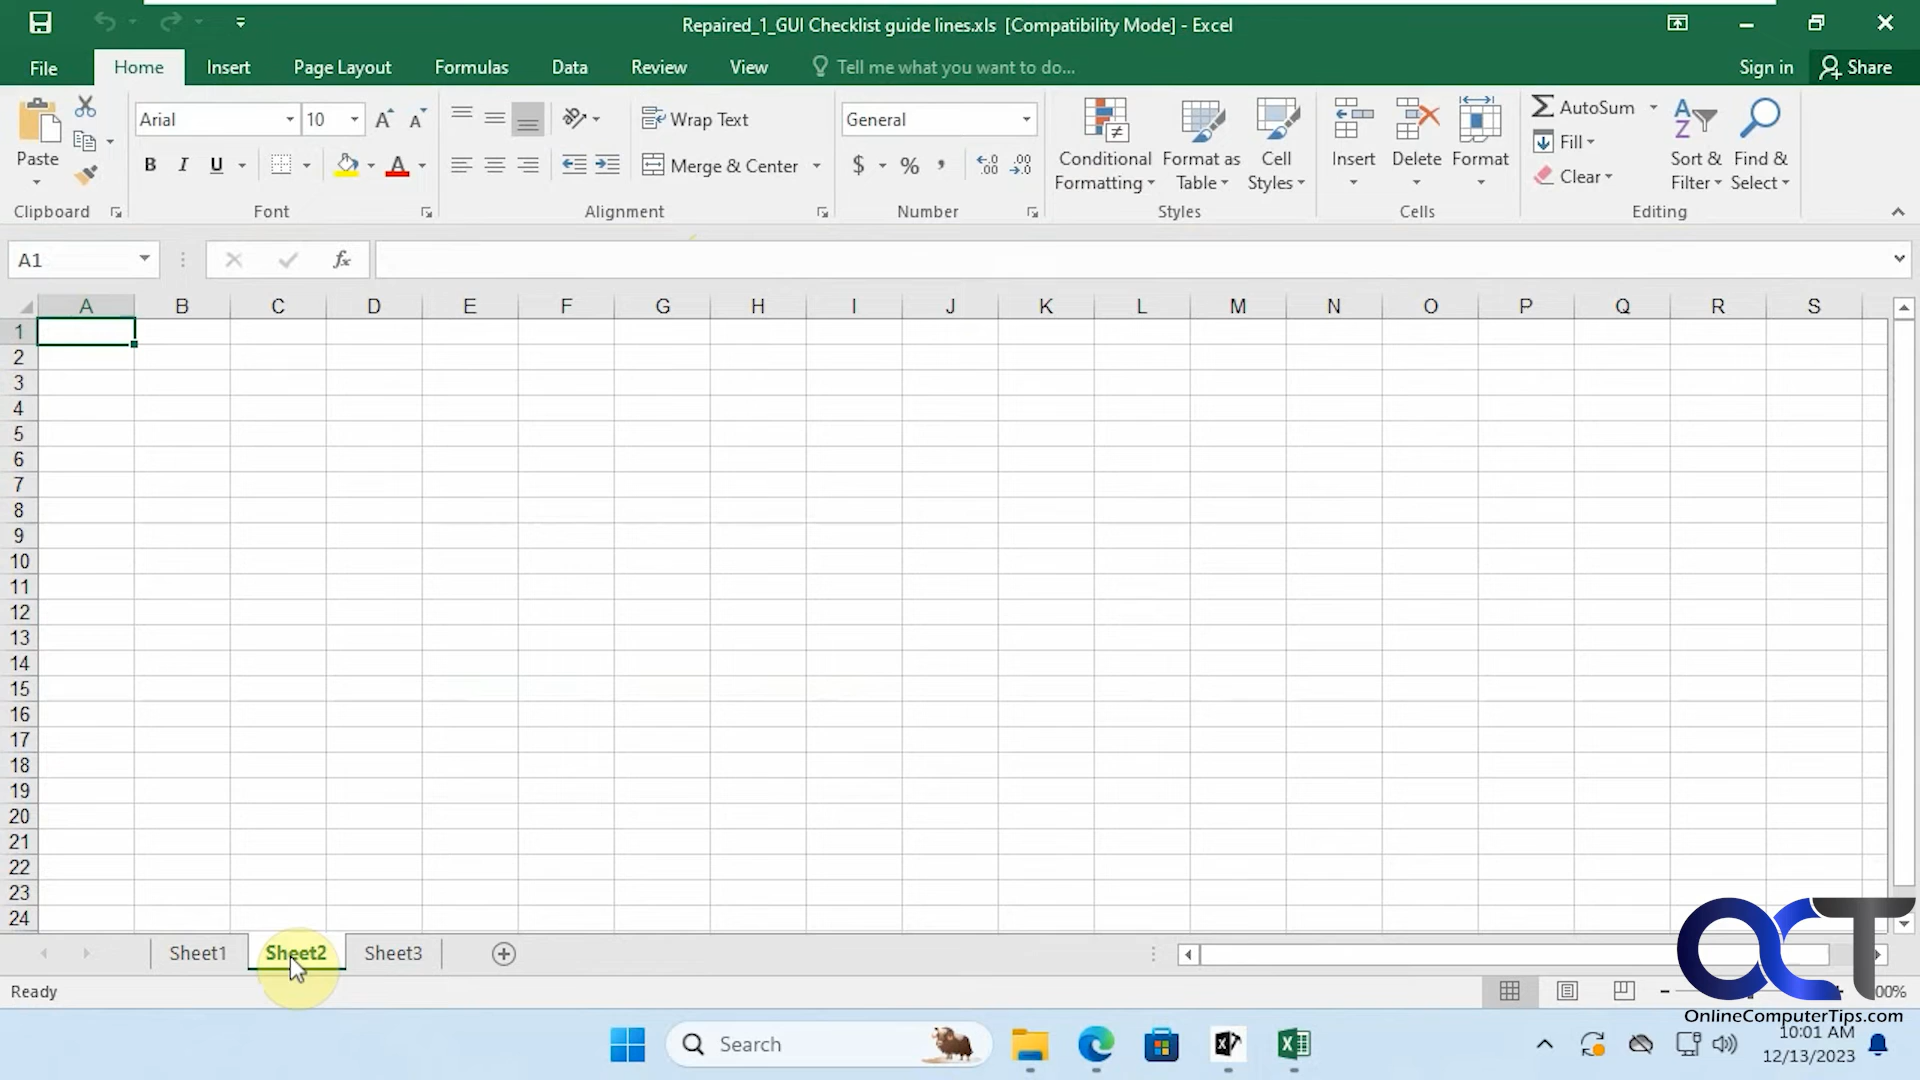 Repaired_1_GUI Checklist guide lines.xls [Compatibility Mode] - Excel
File Home Insert Page Layout Formulas Data Review View Tell me what you want to do... Sign in Share
Paste
Clipboard
Arial 10
B I U A
Font
Wrap Text
Merge & Center
Alignment
General
$ % ,
Number
Conditional Formatting
Format as Table
Cell Styles
Styles
Insert Delete Format
Cells
AutoSum
Fill
Clear
Sort & Filter
Find & Select
Editing
A1 fx
A B C D E F G H I J K L M N O P Q R S
1
2
3
4
5
6
7
8
9
10
11
12
13
14
15
16
17
18
19
20
21
22
23
24
Sheet1 Sheet2 Sheet3
Ready
OCT
OnlineComputerTips.com
Search
10:01 AM
12/13/2023